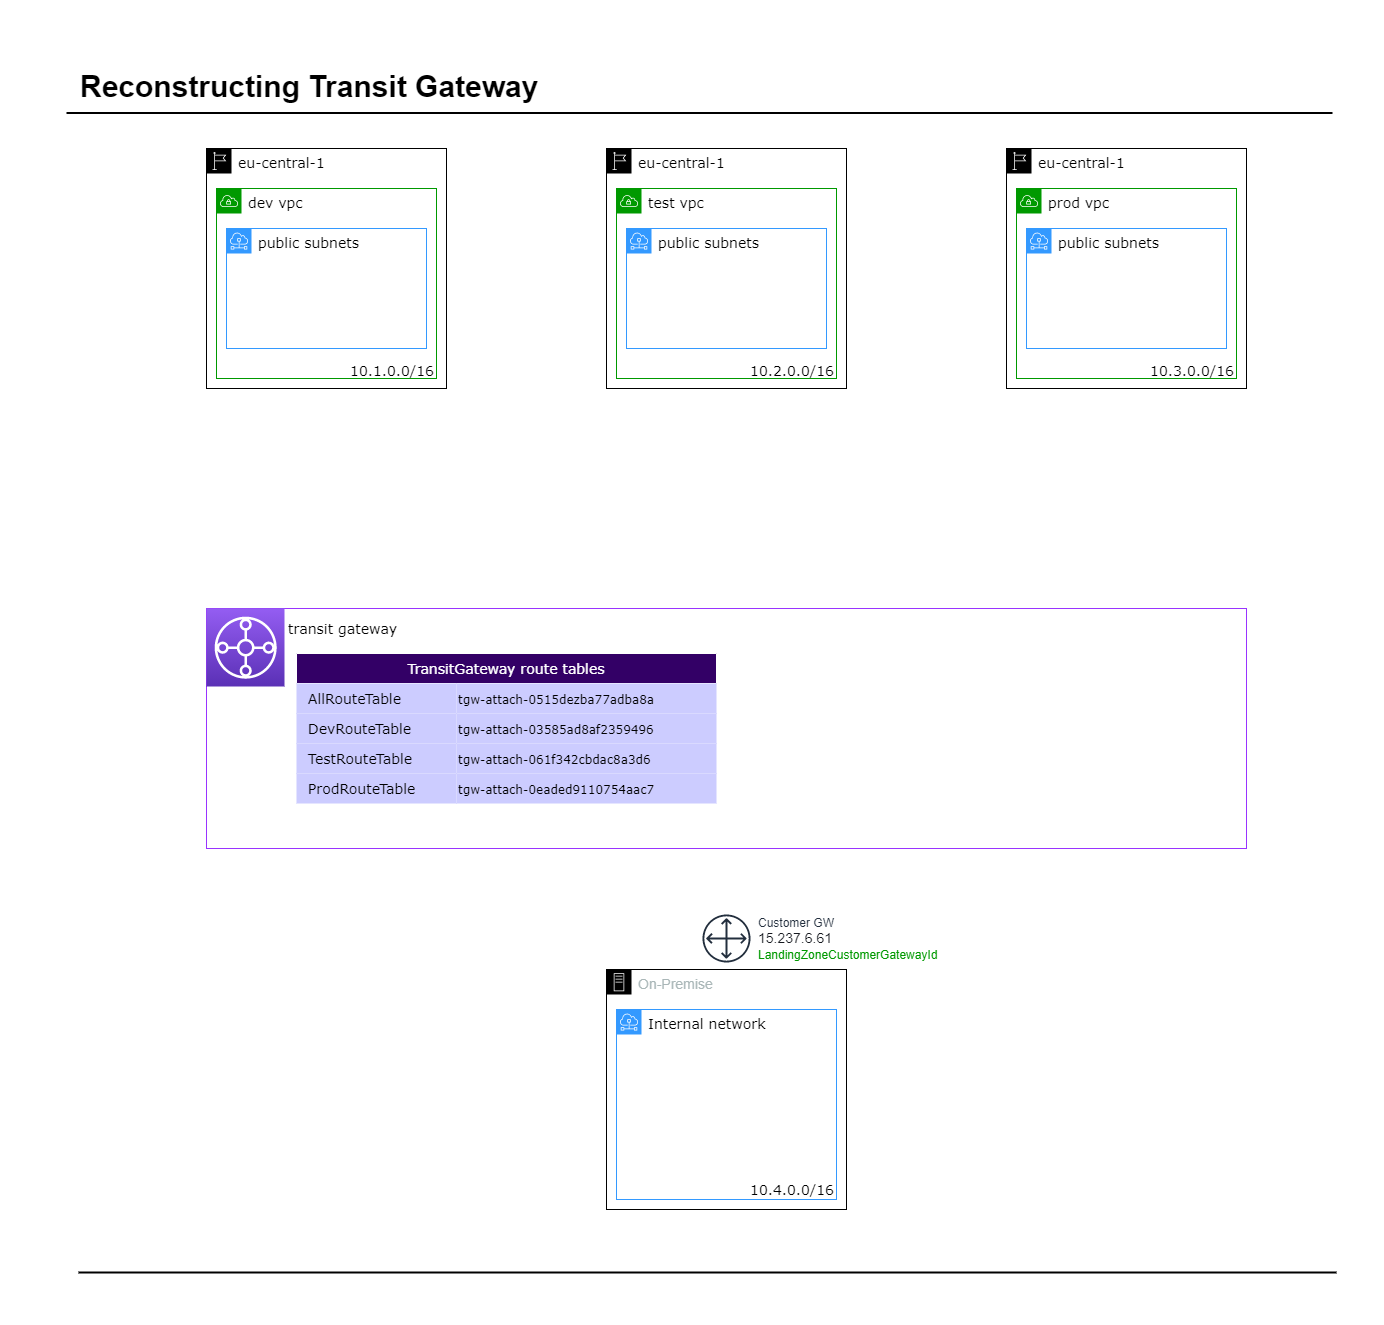 Reconstructing Transit Gateway
eu-central-1
dev vpc
public subnets
10.1.0.0/16
eu-central-1
test vpc
public subnets
10.2.0.0/16
eu-central-1
prod vpc
public subnets
10.3.0.0/16
transit gateway
TransitGateway route tables
AllRouteTable tgw-attach-0515dezba77adba8a
DevRouteTable tgw-attach-03585ad8af2359496
TestRouteTable tgw-attach-061f342cbdac8a3d6
ProdRouteTable tgw-attach-0eaded9110754aac7
Customer GW
15.237.6.61
LandingZoneCustomerGatewayId
On-Premise
Internal network
10.4.0.0/16